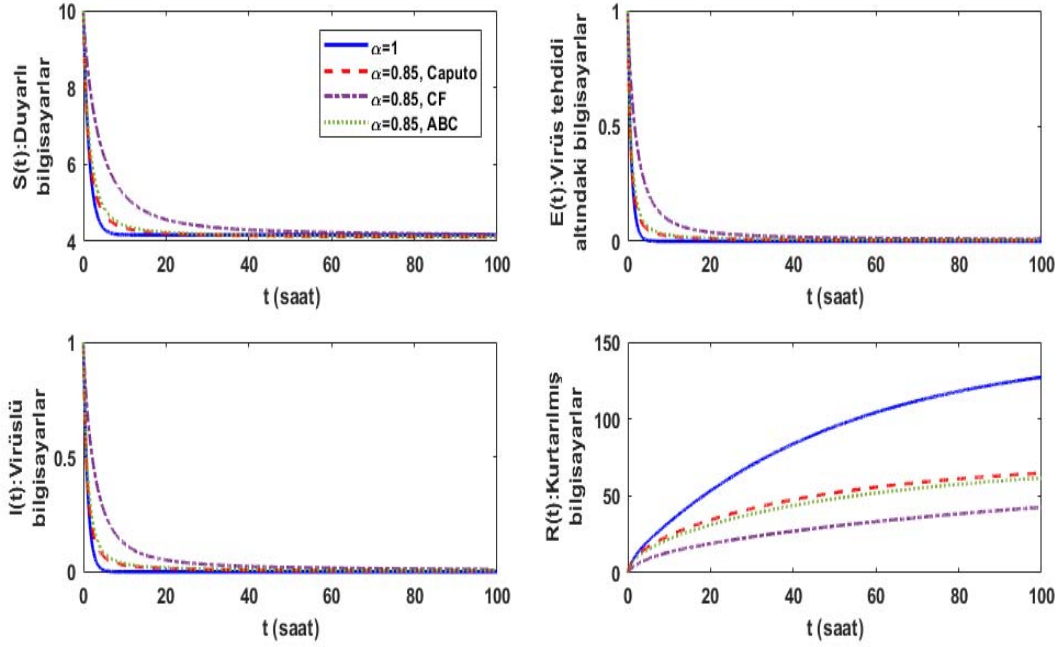 10
8
6
4
0
20
40
60
80
100
S(t):Duyarlı
bilgisayarlar
t (saat)
α=1
α=0.85, Caputo
α=0.85, CF
α=0.85, ABC
1
0.5
0
0
20
40
60
80
100
E(t):Virüs tehdidi
altındaki bilgisayarlar
t (saat)
1
0.5
0
0
20
40
60
80
100
I(t):Virüslü
bilgisayarlar
t (saat)
150
100
50
0
0
20
40
60
80
100
R(t):Kurtarılmış
bilgisayarlar
t (saat)